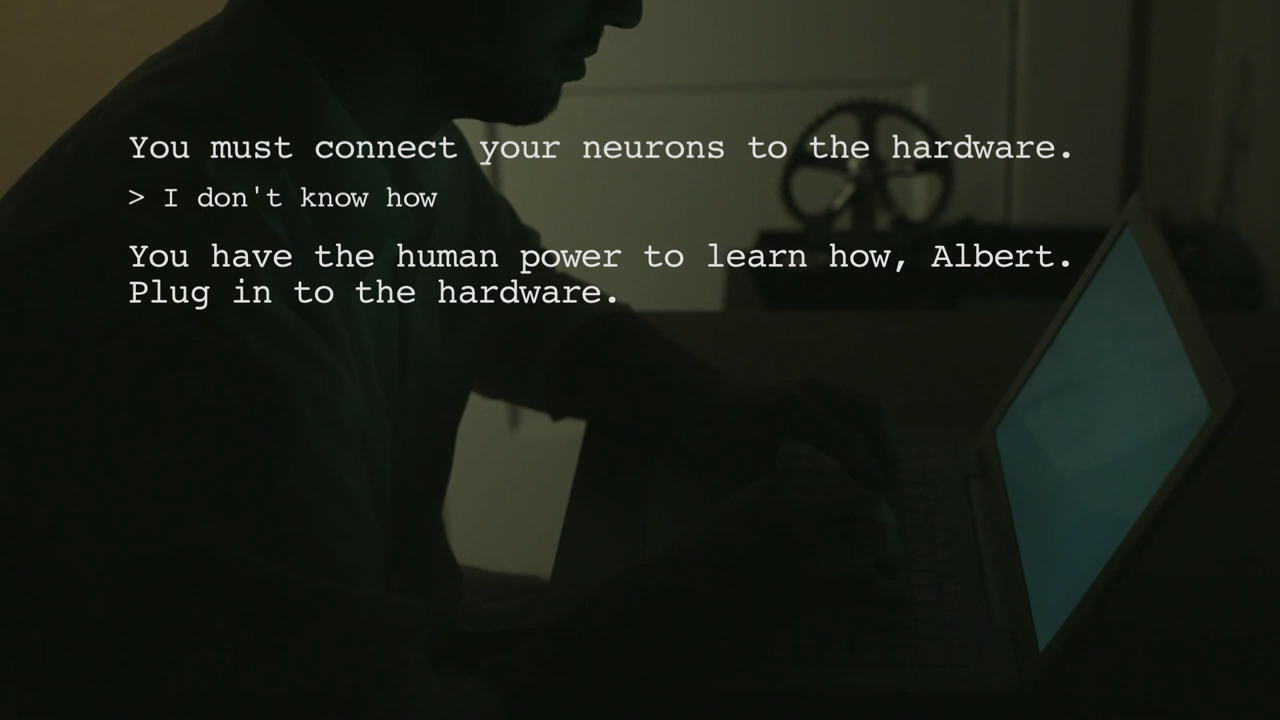 You must connect your neurons to the hardware.
> I don't know how
You have the human power to learn how, Albert.
Plug in to the hardware.